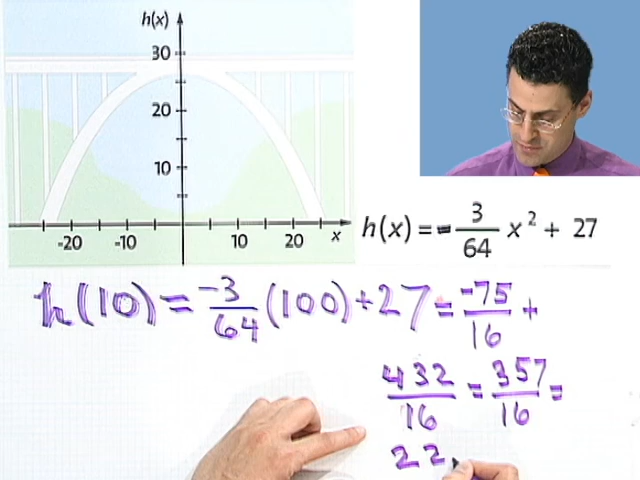 h(x)
30
20
10
-20 -10 10 20 x
h(x) = -3/64 x² + 27
h(10) = -3/64 (100) + 27 = -75/16 +
432/16 = 357/16 =
22.